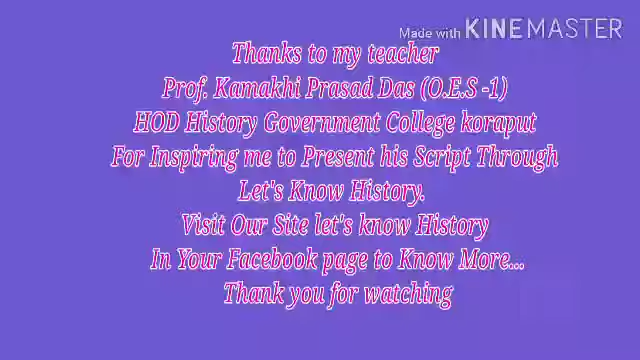 Made with KINEMASTER
Thanks to my teacher
Prof. Kamakhi Prasad Das (O.E.S -1)
HOD History Government College koraput
For Inspiring me to Present his Script Through
Let's Know History.
Visit Our Site let's know History
In Your Facebook page to Know More...
Thank you for watching